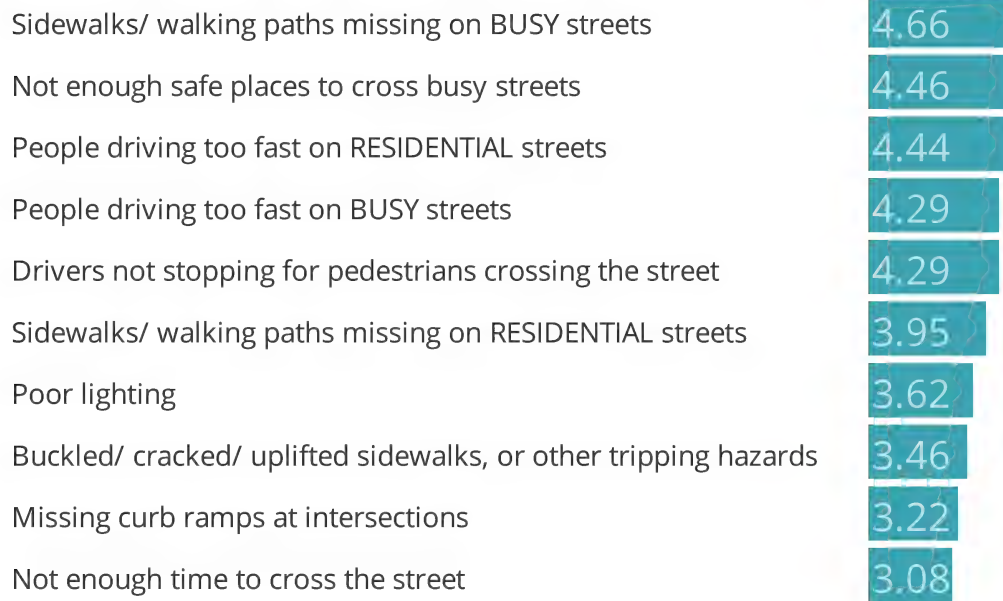 Sidewalks/ walking paths missing on BUSY streets 4.66
Not enough safe places to cross busy streets 4.46
People driving too fast on RESIDENTIAL streets 4.44
People driving too fast on BUSY streets 4.29
Drivers not stopping for pedestrians crossing the street 4.29
Sidewalks/ walking paths missing on RESIDENTIAL streets 3.95
Poor lighting 3.62
Buckled/ cracked/ uplifted sidewalks, or other tripping hazards 3.46
Missing curb ramps at intersections 3.22
Not enough time to cross the street 3.08